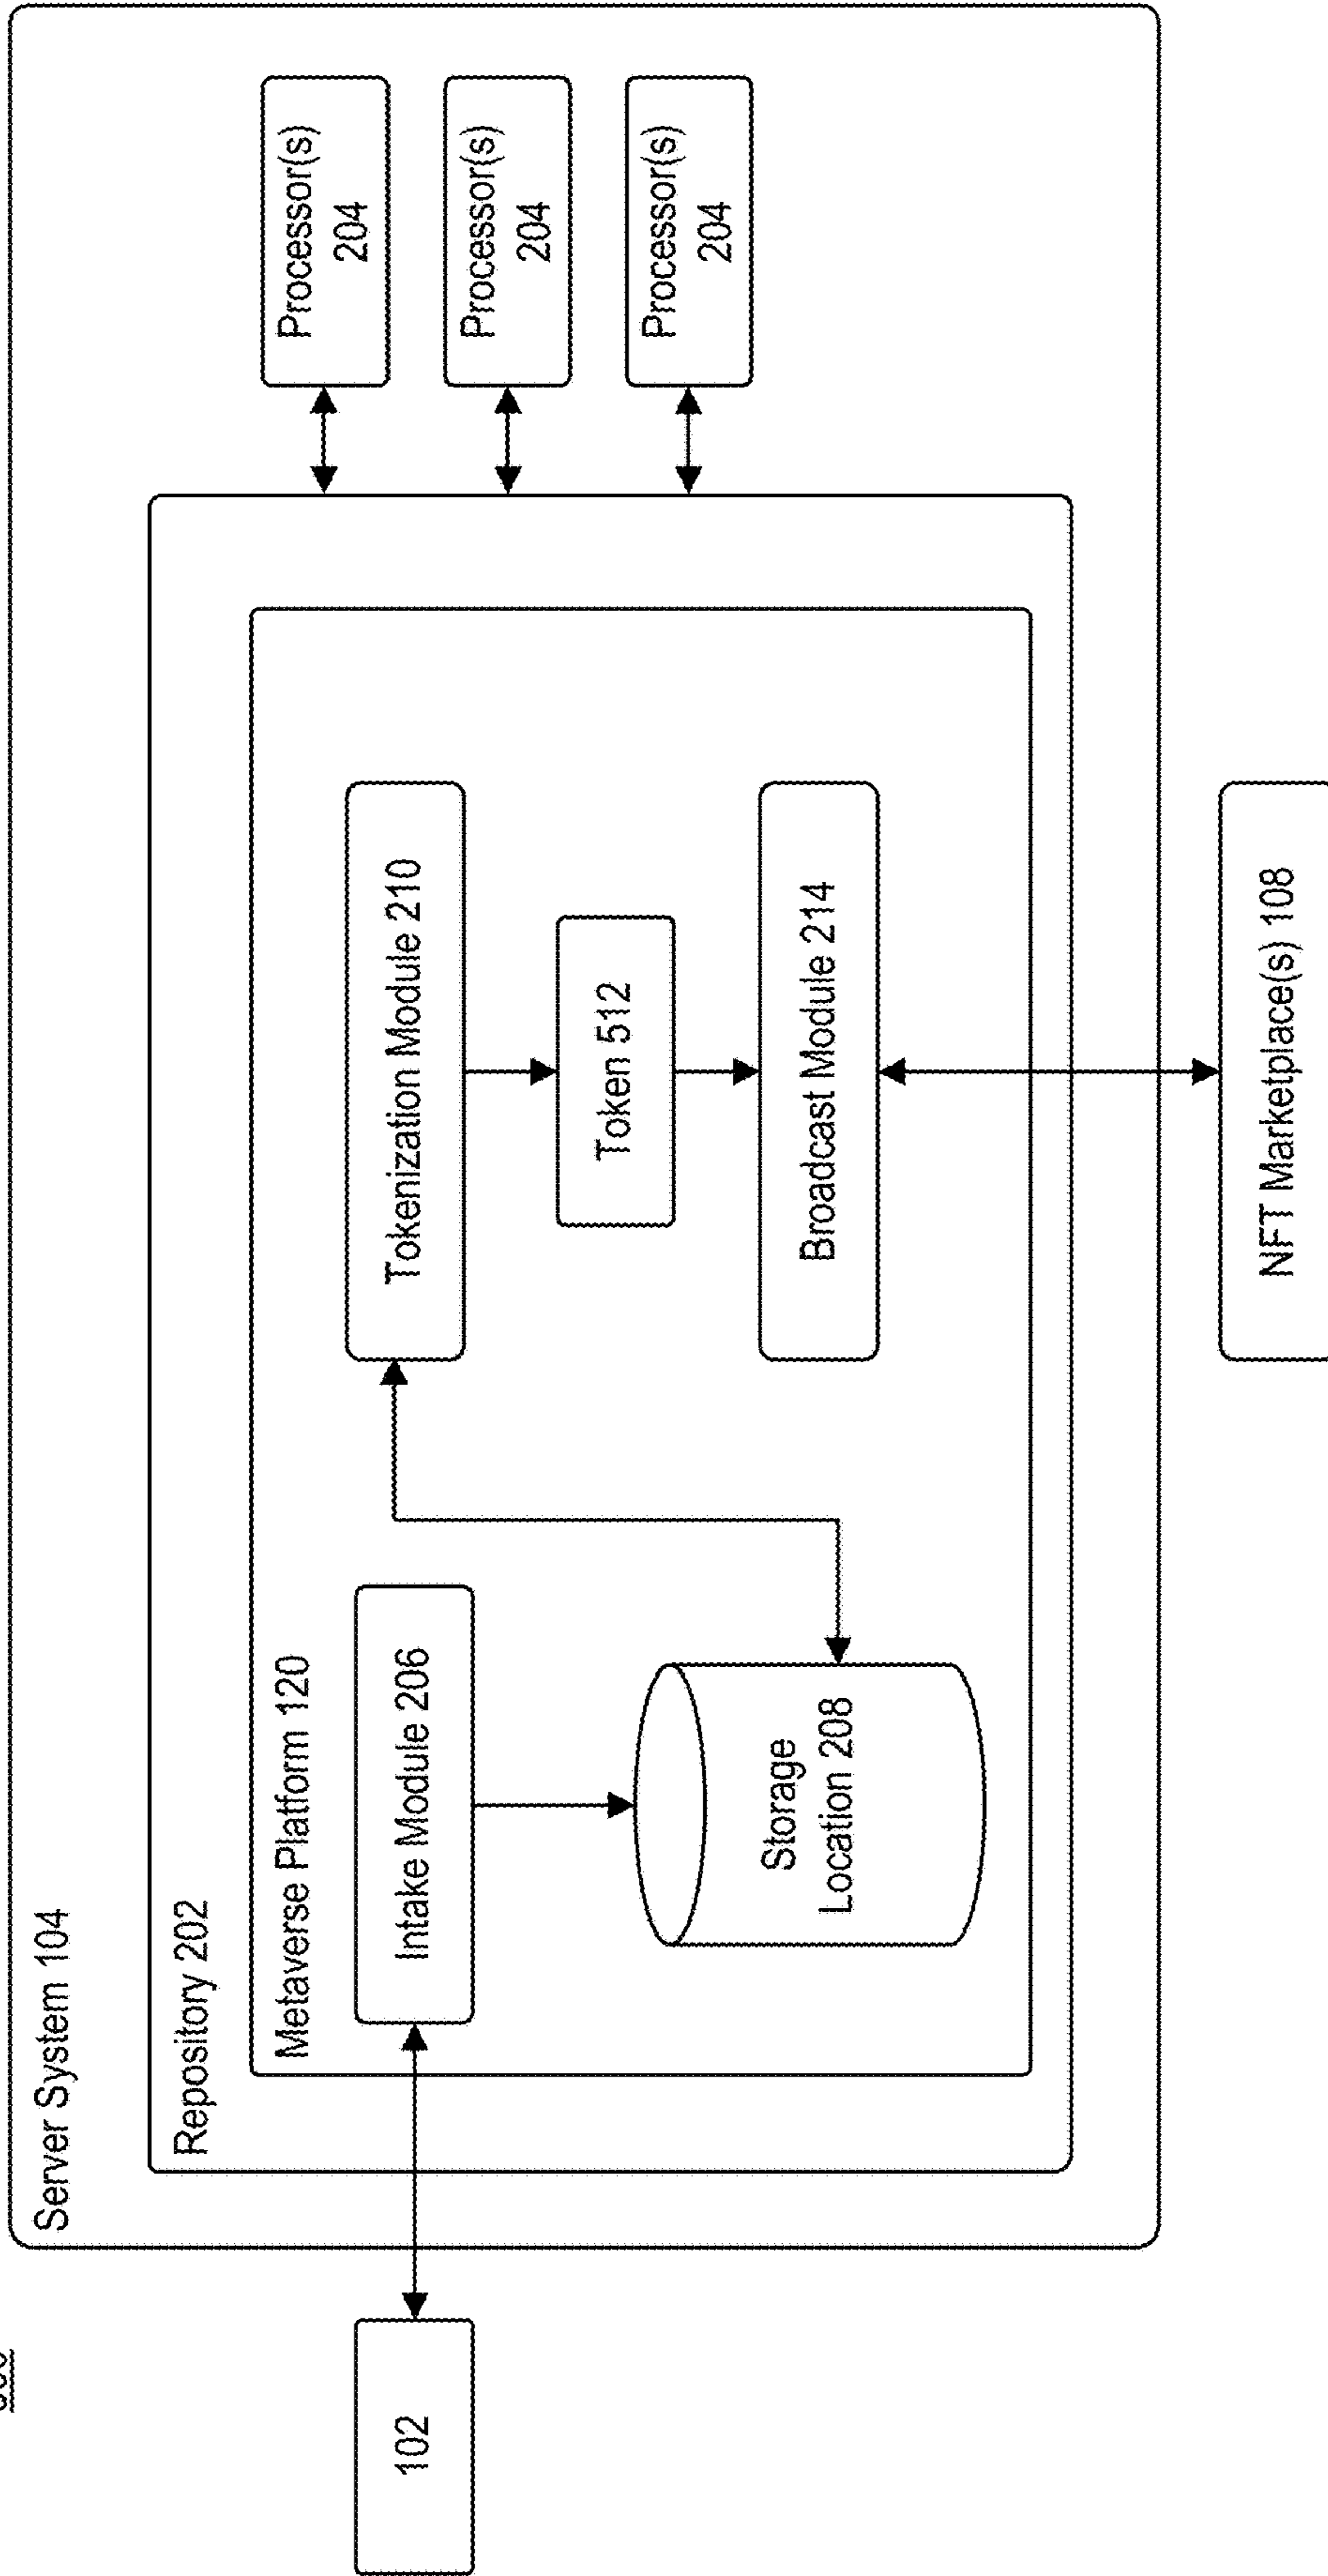 Server System 104
Repository 202
Metaverse Platform 120
102
Intake Module 206
Storage
Location 208
Tokenization Module 210
Token 512
Broadcast Module 214
NFT Marketplace(s) 108
Processor(s)
204
Processor(s)
204
Processor(s)
204